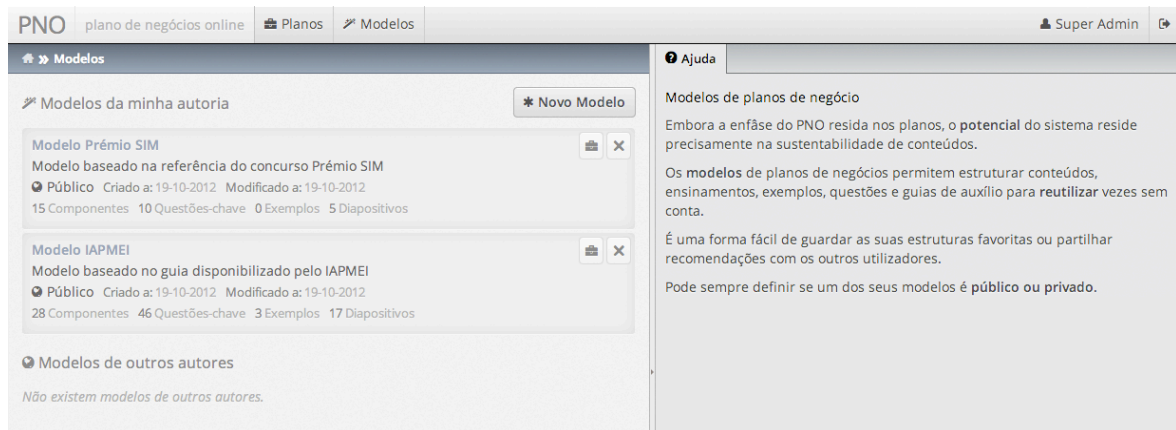 PNO plano de negócios online Planos Modelos Super Admin
Modelos
Modelos da minha autoria
Novo Modelo
Modelo Prémio SIM
Modelo baseado na referência do concurso Prémio SIM
Público Criado a: 19-10-2012 Modificado a: 19-10-2012
15 Componentes 10 Questões-chave 0 Exemplos 5 Diapositivos
Modelo IAPMEI
Modelo baseado no guia disponibilizado pelo IAPMEI
Público Criado a: 19-10-2012 Modificado a: 19-10-2012
28 Componentes 46 Questões-chave 3 Exemplos 17 Diapositivos
Modelos de outros autores
Não existem modelos de outros autores.
Ajuda
Modelos de planos de negócio
Embora a enfâse do PNO resida nos planos, o potencial do sistema reside
precisamente na sustentabilidade de conteúdos.
Os modelos de planos de negócios permitem estruturar conteúdos,
ensinamentos, exemplos, questões e guias de auxílio para reutilizar vezes sem
conta.
É uma forma fácil de guardar as suas estruturas favoritas ou partilhar
recomendações com os outros utilizadores.
Pode sempre definir se um dos seus modelos é público ou privado.